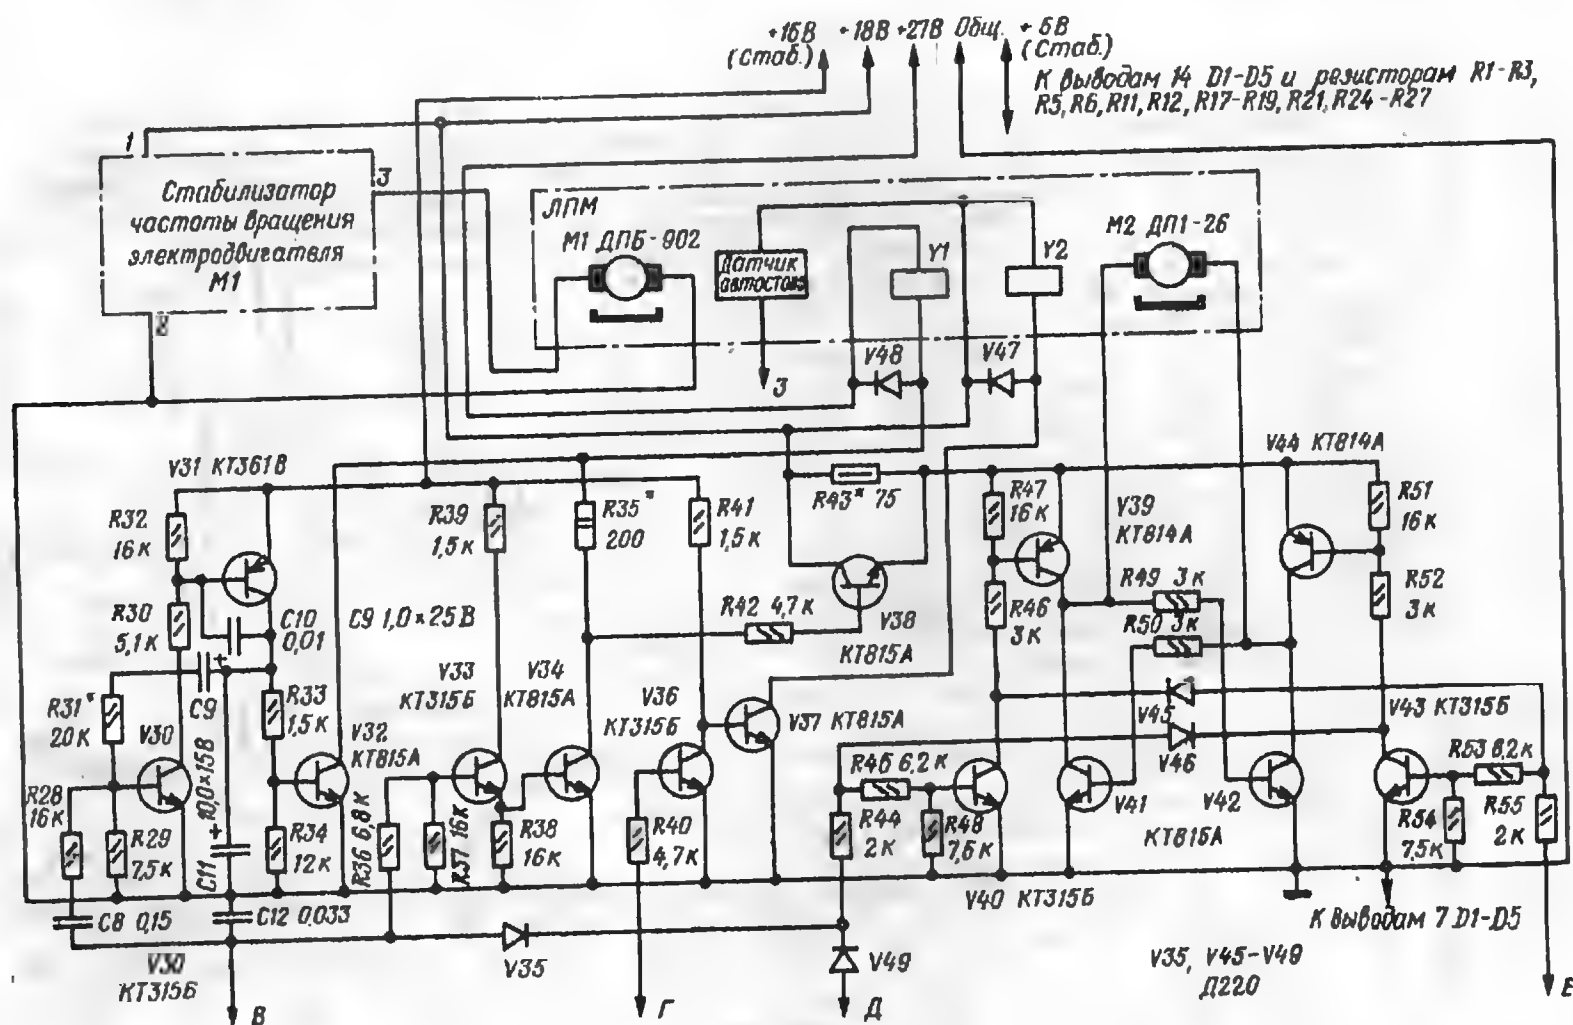 +15В +18В +27В Общ. +5В
(Стаб.) (Стаб.)
К выводам 14 D1-D5 и резисторам R1-R3,
R5, R6, R11, R12, R17-R19, R21, R24-R27
1
3
Стабилизатор
частоты вращения
электродвигателя
М1
2
ЛПМ
М1 ДПБ-902
Датчик
автостопа
Y1
Y2
М2 ДП1-26
V48
V47
З
V31 КТ361В
V44 КТ814А
R32
16к
R39
1,5к
R35*
200
R41
1,5к
R43* 75
R47
16к
V39
КТ814А
R51
16к
R30
5,1к
C10
0,01
C9 1,0×25В
R42 4,7к
V38
КТ815А
R46
3к
R49 3к
R50 3к
R52
3к
R31*
20к
C9
R33
1,5к
V33
КТ315Б
V34
КТ815А
V36
КТ315Б
V37 КТ815А
V45
V43 КТ315Б
V30
V32
КТ815А
V46
R28
16к
R29
7,5к
C11
10,0×15В
R34
12к
R36 6,8к
R37 16к
R38
16к
R40
4,7к
R45 6,2к
R44
2к
R48
7,5к
V41
V42
КТ815А
R53 6,2к
R54
7,5к
R55
2к
C8 0,15
C12 0,033
V40 КТ315Б
К выводам 7 D1-D5
V30
КТ315Б
V35
V49
V35, V45-V49
Д220
В
Г
Д
Е